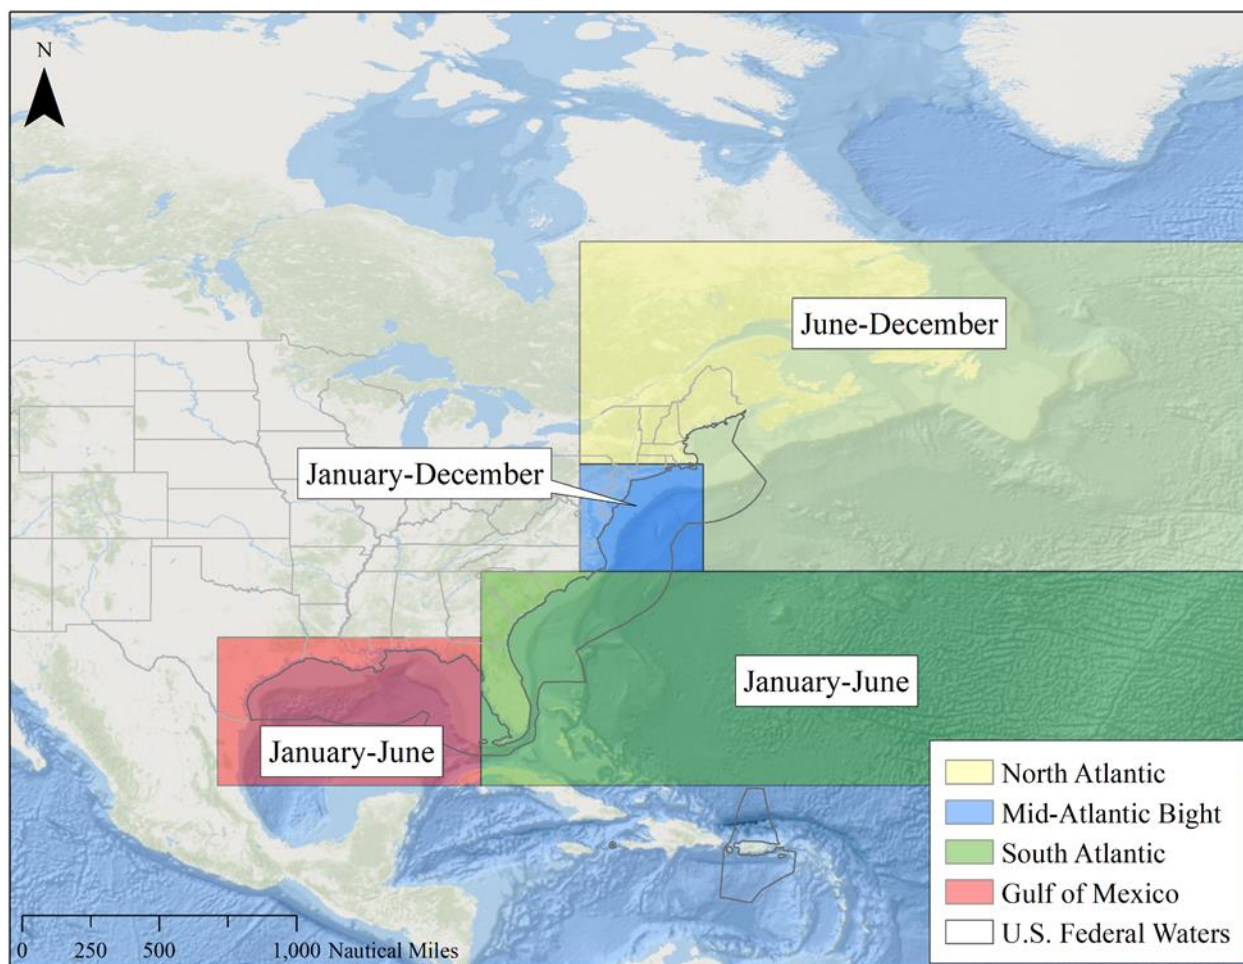 N
June-December
January-December
January-June
January-June
North Atlantic
Mid-Atlantic Bight
South Atlantic
Gulf of Mexico
U.S. Federal Waters
0 250 500 1,000 Nautical Miles